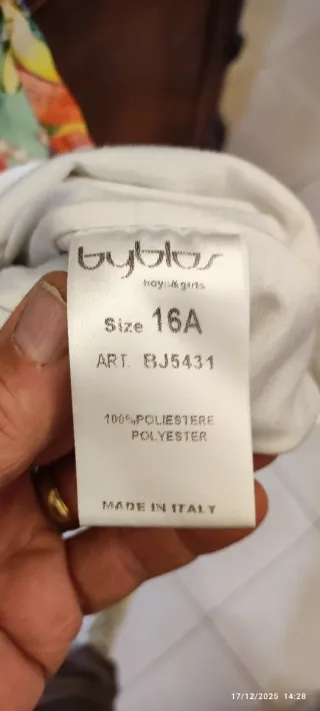 byblos
boys&girls
Size 16A
ART. BJ5431
100%POLIESTERE
POLYESTER
MADE IN ITALY
17/12/2025 14:28